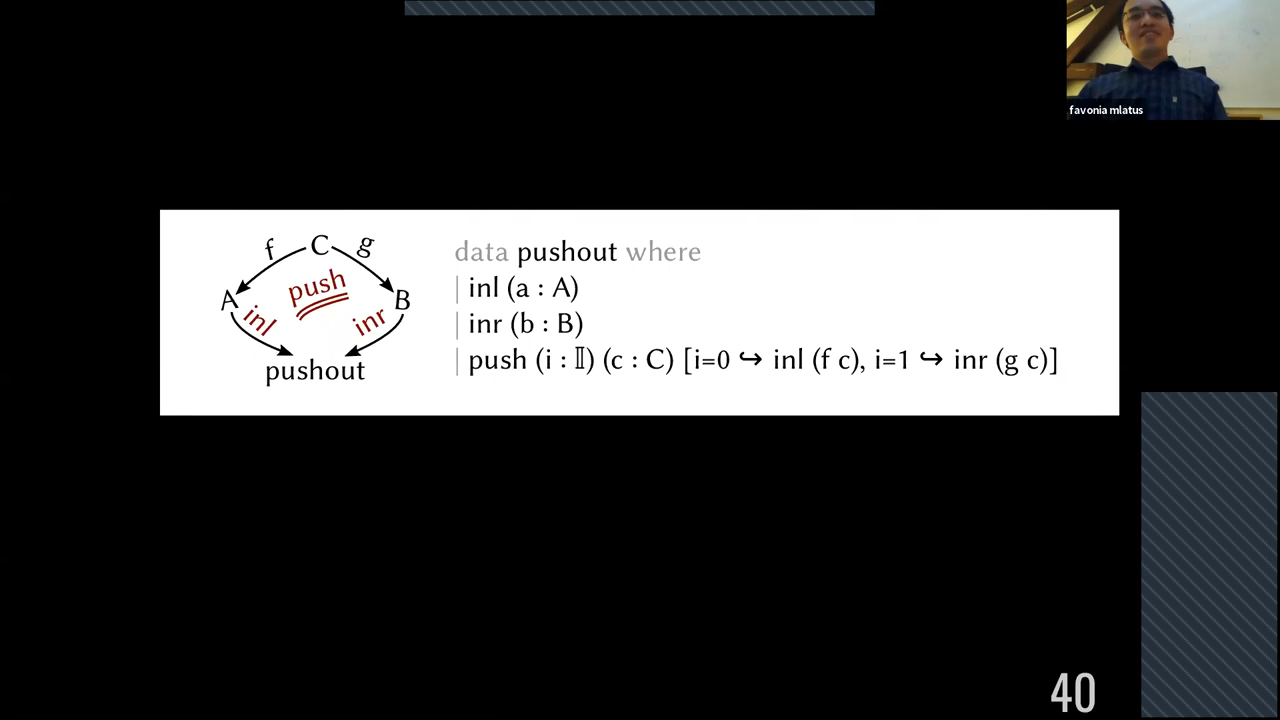 favonia mlatus
f C g
push
A B
inl inr
pushout
data pushout where
| inl (a : A)
| inr (b : B)
| push (i : 𝕀) (c : C) [i=0 ↪ inl (f c), i=1 ↪ inr (g c)]
40